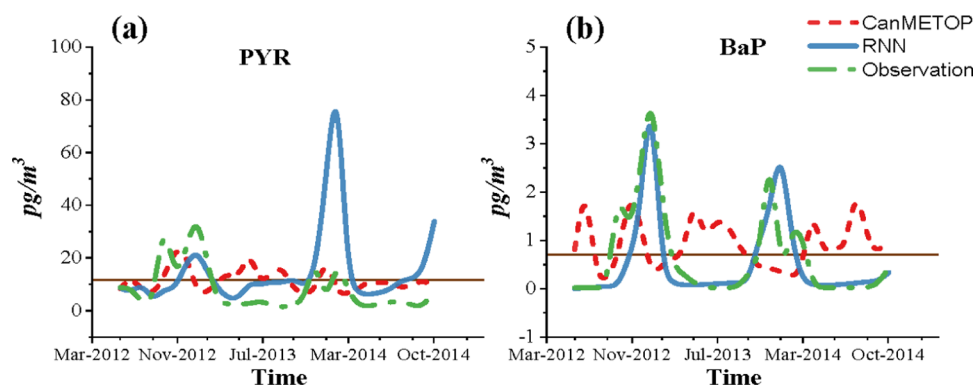 (a)
PYR
pg/m³
100
80
60
40
20
0
Mar-2012 Nov-2012 Jul-2013 Mar-2014 Oct-2014
Time
(b)
BaP
CanMETOP
RNN
Observation
pg/m³
5
4
3
2
1
0
-1
Mar-2012 Nov-2012 Jul-2013 Mar-2014 Oct-2014
Time